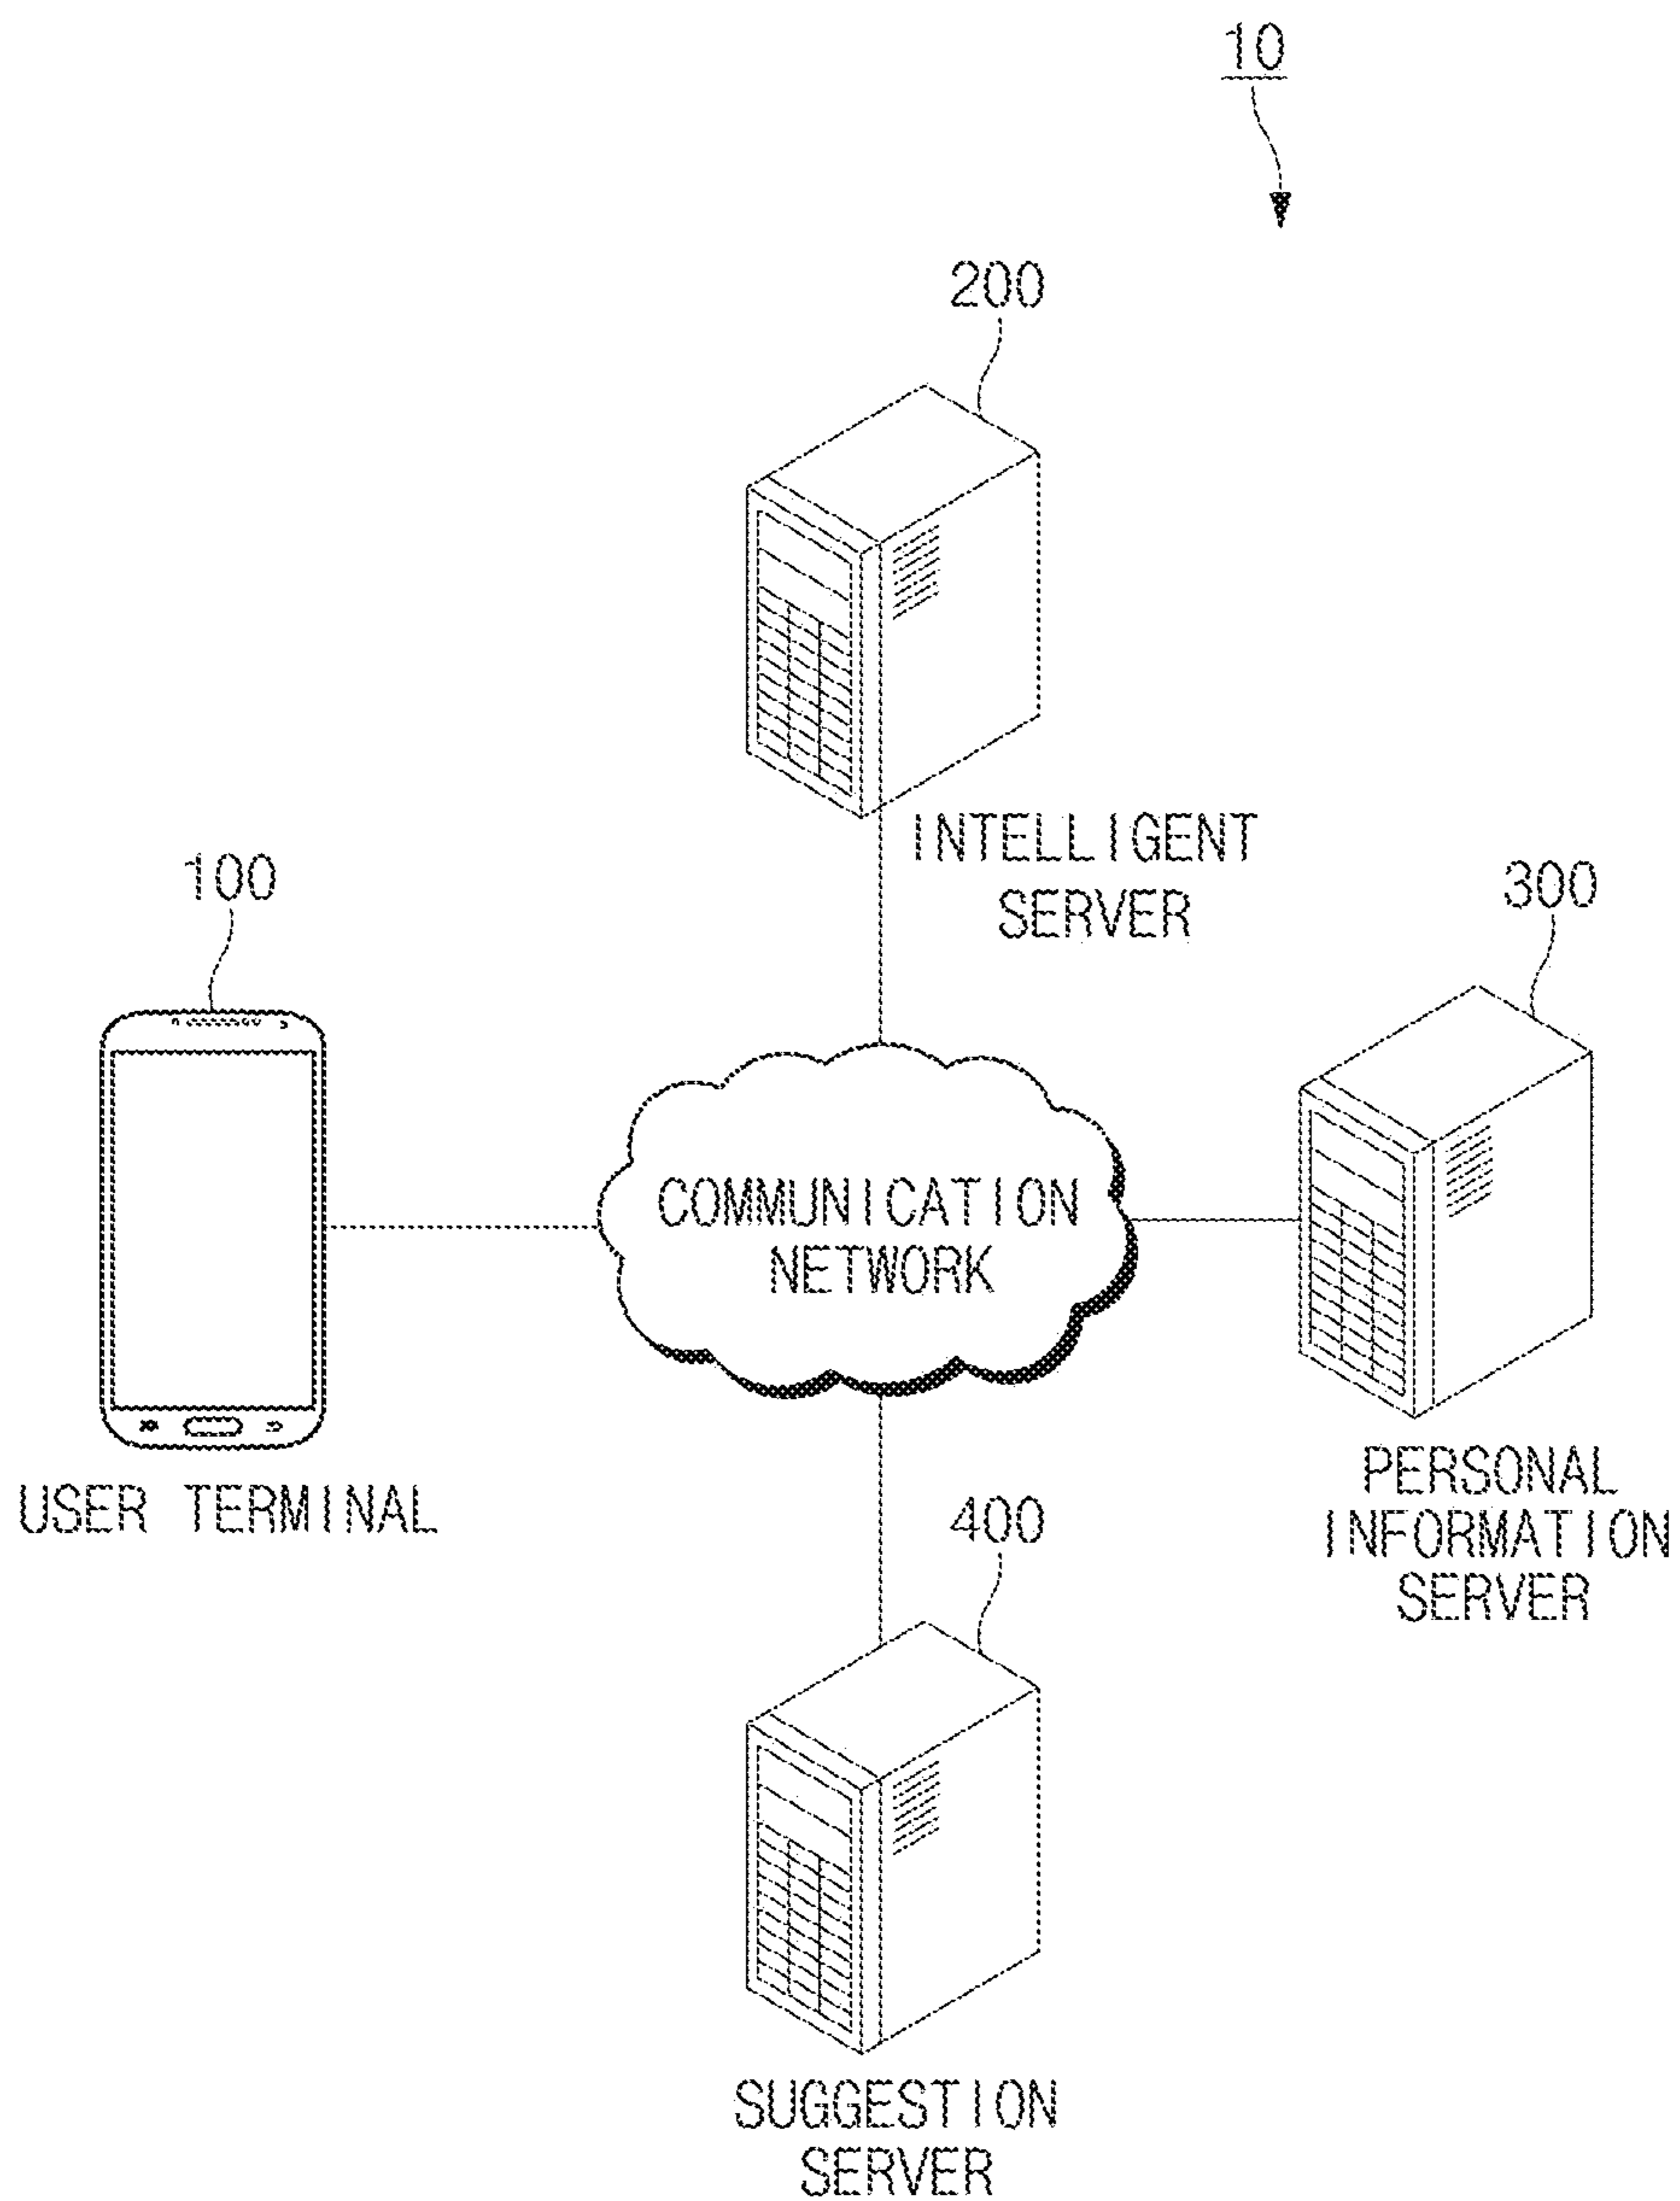 10
200
INTELLIGENT
SERVER
100
300
COMMUNICATION
NETWORK
USER TERMINAL
PERSONAL
INFORMATION
SERVER
400
SUGGESTION
SERVER